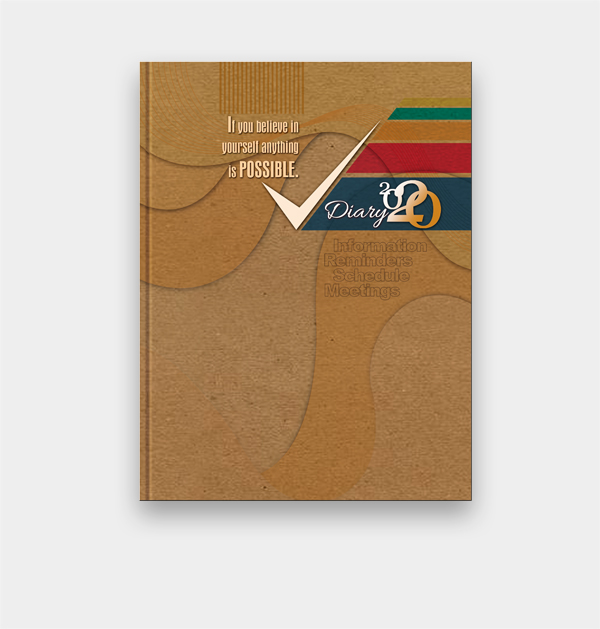 If you believe in
yourself anything
is POSSIBLE.
Diary 2020
Information
Reminders
Schedule
Meetings